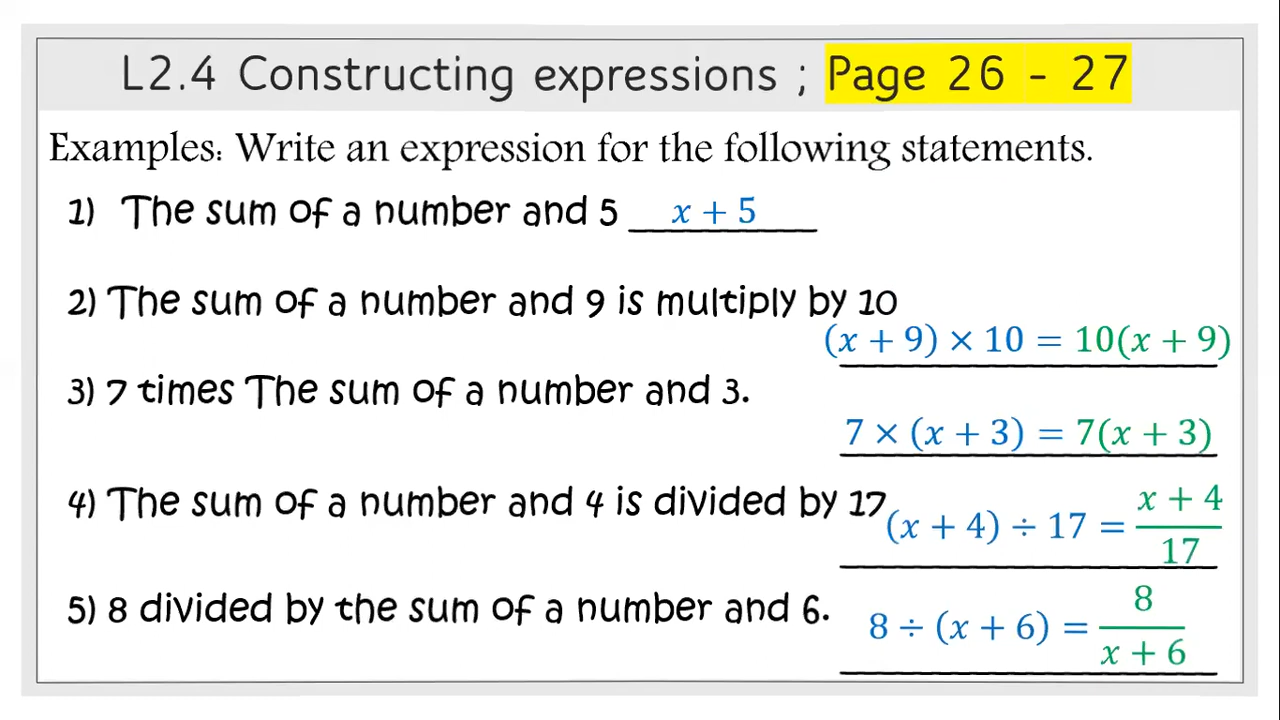 L2.4 Constructing expressions ; Page 26 - 27
Examples: Write an expression for the following statements.
1) The sum of a number and 5 x + 5
2) The sum of a number and 9 is multiply by 10
(x + 9) × 10 = 10(x + 9)
3) 7 times The sum of a number and 3.
7 × (x + 3) = 7(x + 3)
4) The sum of a number and 4 is divided by 17
(x + 4) ÷ 17 = x + 4
17
5) 8 divided by the sum of a number and 6.
8 ÷ (x + 6) = 8
x + 6